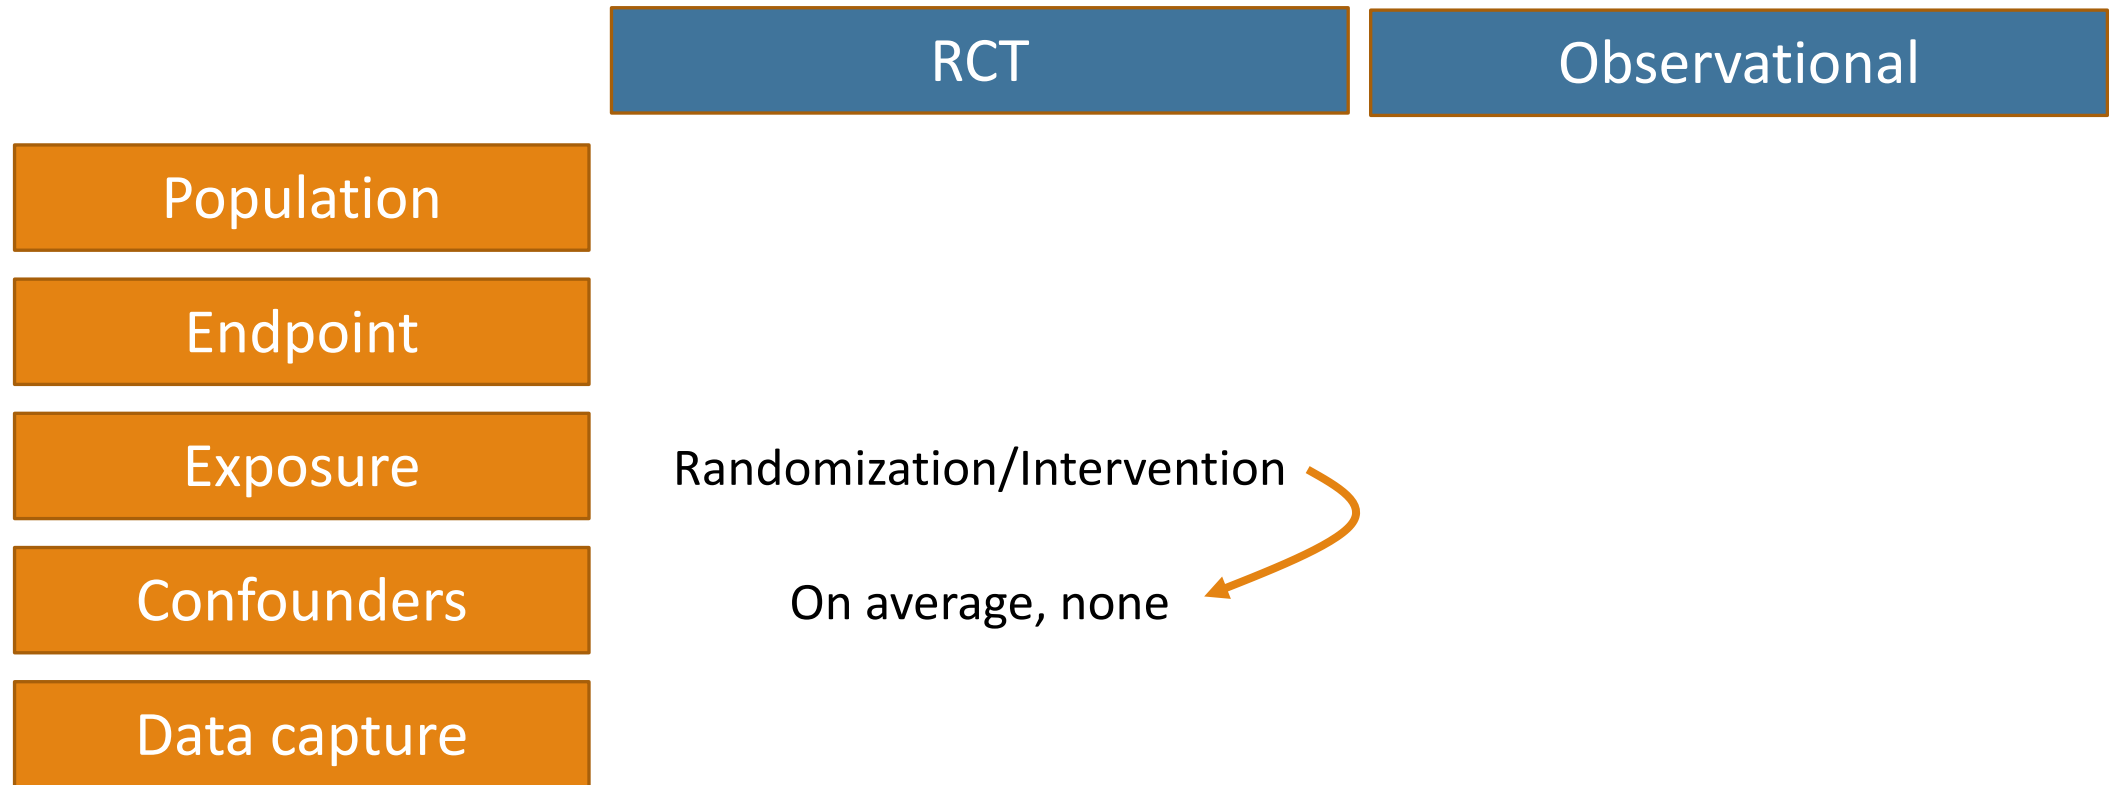 RCT
Observational
Population
Endpoint
Exposure
Randomization/Intervention
Confounders
On average, none
Data capture